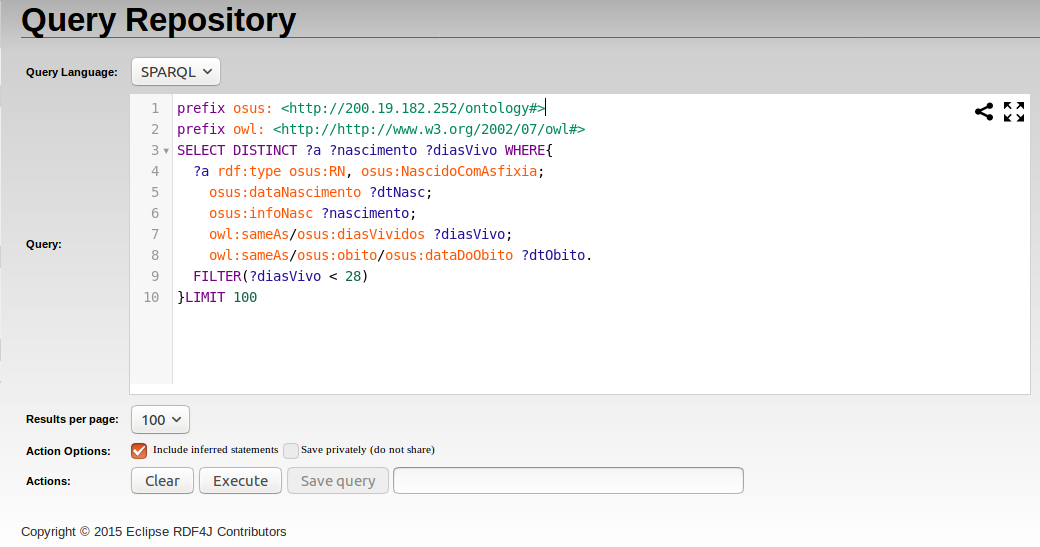 Query Repository
Query Language: SPARQL
Query:
1 prefix osus: <http://200.19.182.252/ontology#>
2 prefix owl: <http://http://www.w3.org/2002/07/owl#>
3 SELECT DISTINCT ?a ?nascimento ?diasVivo WHERE{
4 ?a rdf:type osus:RN, osus:NascidoComAsfixia;
5 osus:dataNascimento ?dtNasc;
6 osus:infoNasc ?nascimento;
7 owl:sameAs/osus:diasVividos ?diasVivo;
8 owl:sameAs/osus:obito/osus:dataDoObito ?dtObito.
9 FILTER(?diasVivo < 28)
10 }LIMIT 100
Results per page: 100
Action Options: Include inferred statements Save privately (do not share)
Actions: Clear Execute Save query
Copyright © 2015 Eclipse RDF4J Contributors